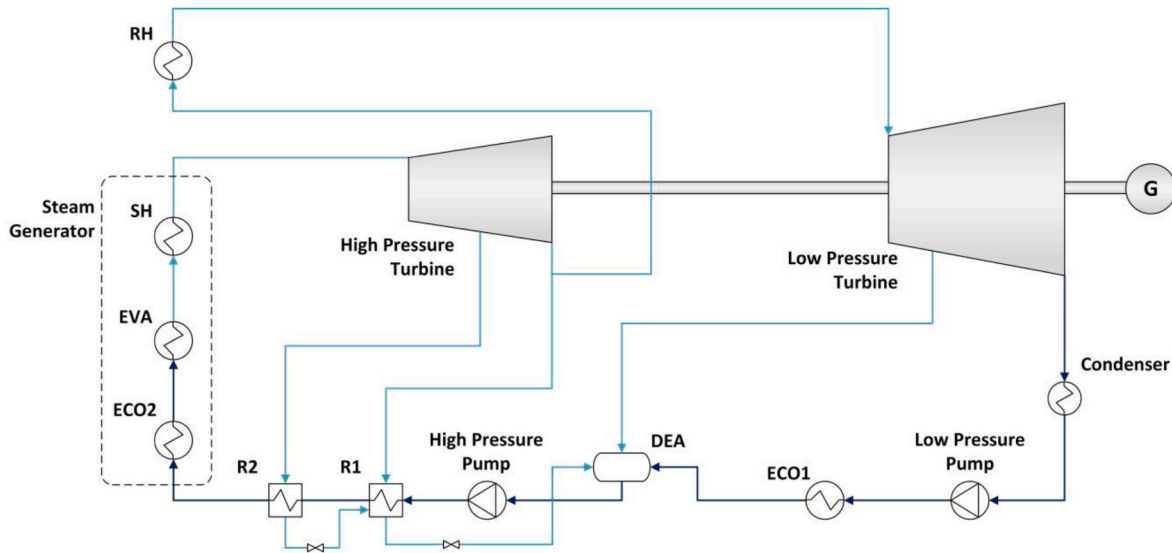 RH
G
Steam
Generator
SH
High Pressure
Turbine
Low Pressure
Turbine
EVA
Condenser
ECO2
High Pressure
Pump
DEA
Low Pressure
Pump
R2
R1
ECO1